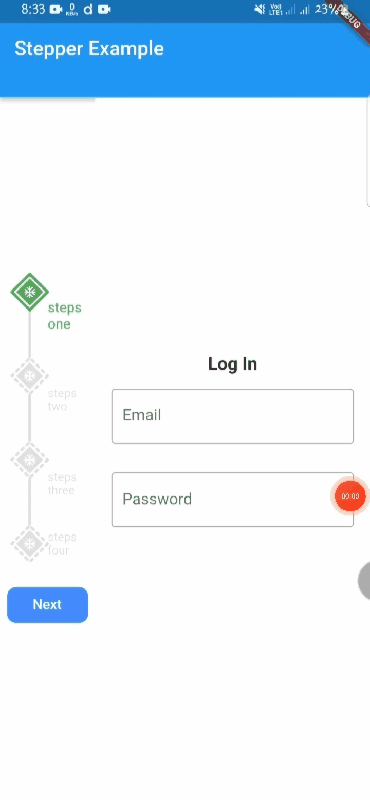 8:33 0 KB/s d Vo) LTE1 23%
DEBUG
Stepper Example
steps
one
Log In
steps
two
Email
steps
three
Password
00:00
steps
four
Next